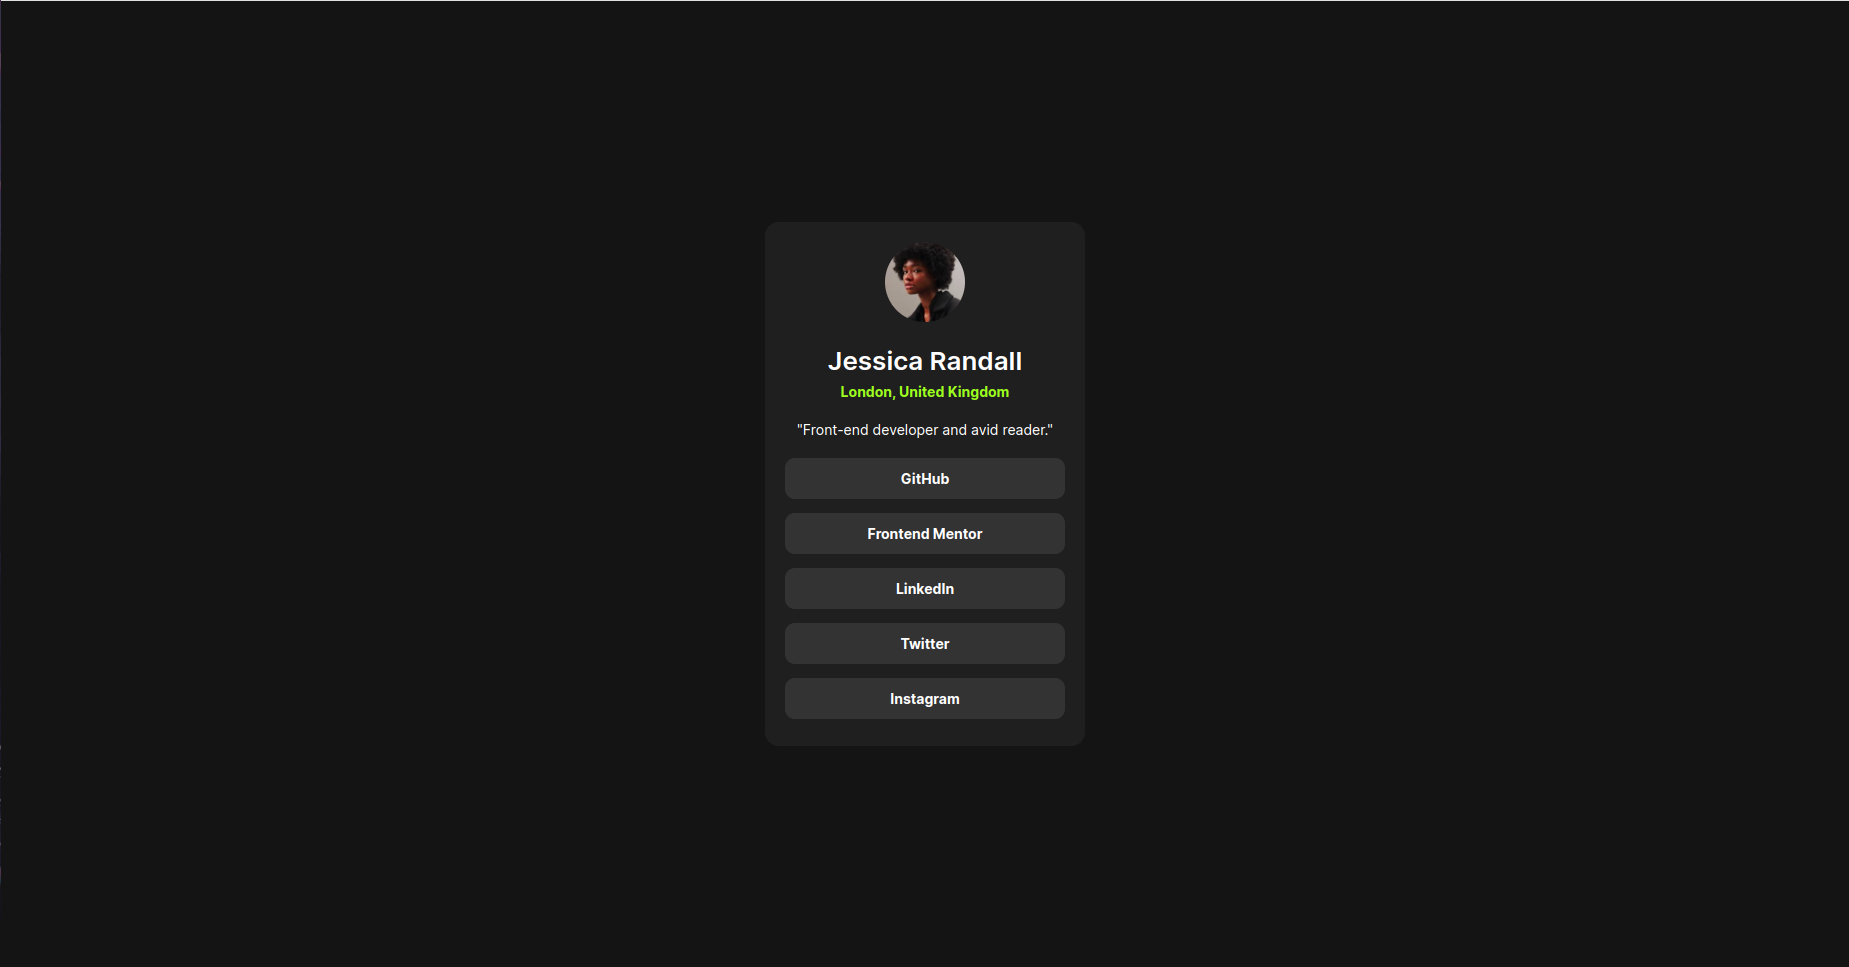 Jessica Randall
London, United Kingdom
"Front-end developer and avid reader."
GitHub
Frontend Mentor
LinkedIn
Twitter
Instagram